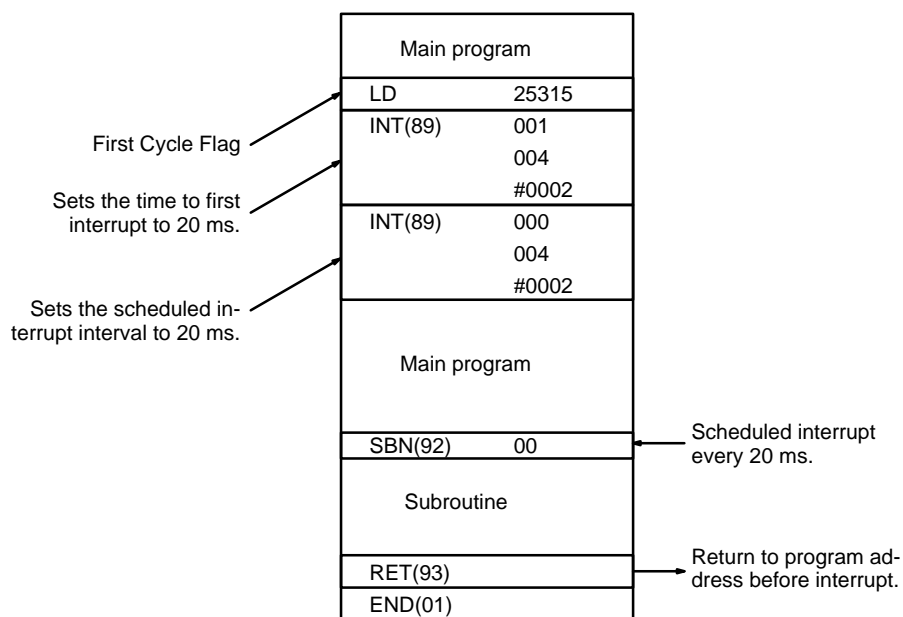 Main program
LD 25315
First Cycle Flag
INT(89) 001
004
#0002
Sets the time to first
interrupt to 20 ms.
INT(89) 000
004
#0002
Sets the scheduled in-
terrupt interval to 20 ms.
Main program
SBN(92) 00
Scheduled interrupt
every 20 ms.
Subroutine
RET(93)
Return to program ad-
dress before interrupt.
END(01)